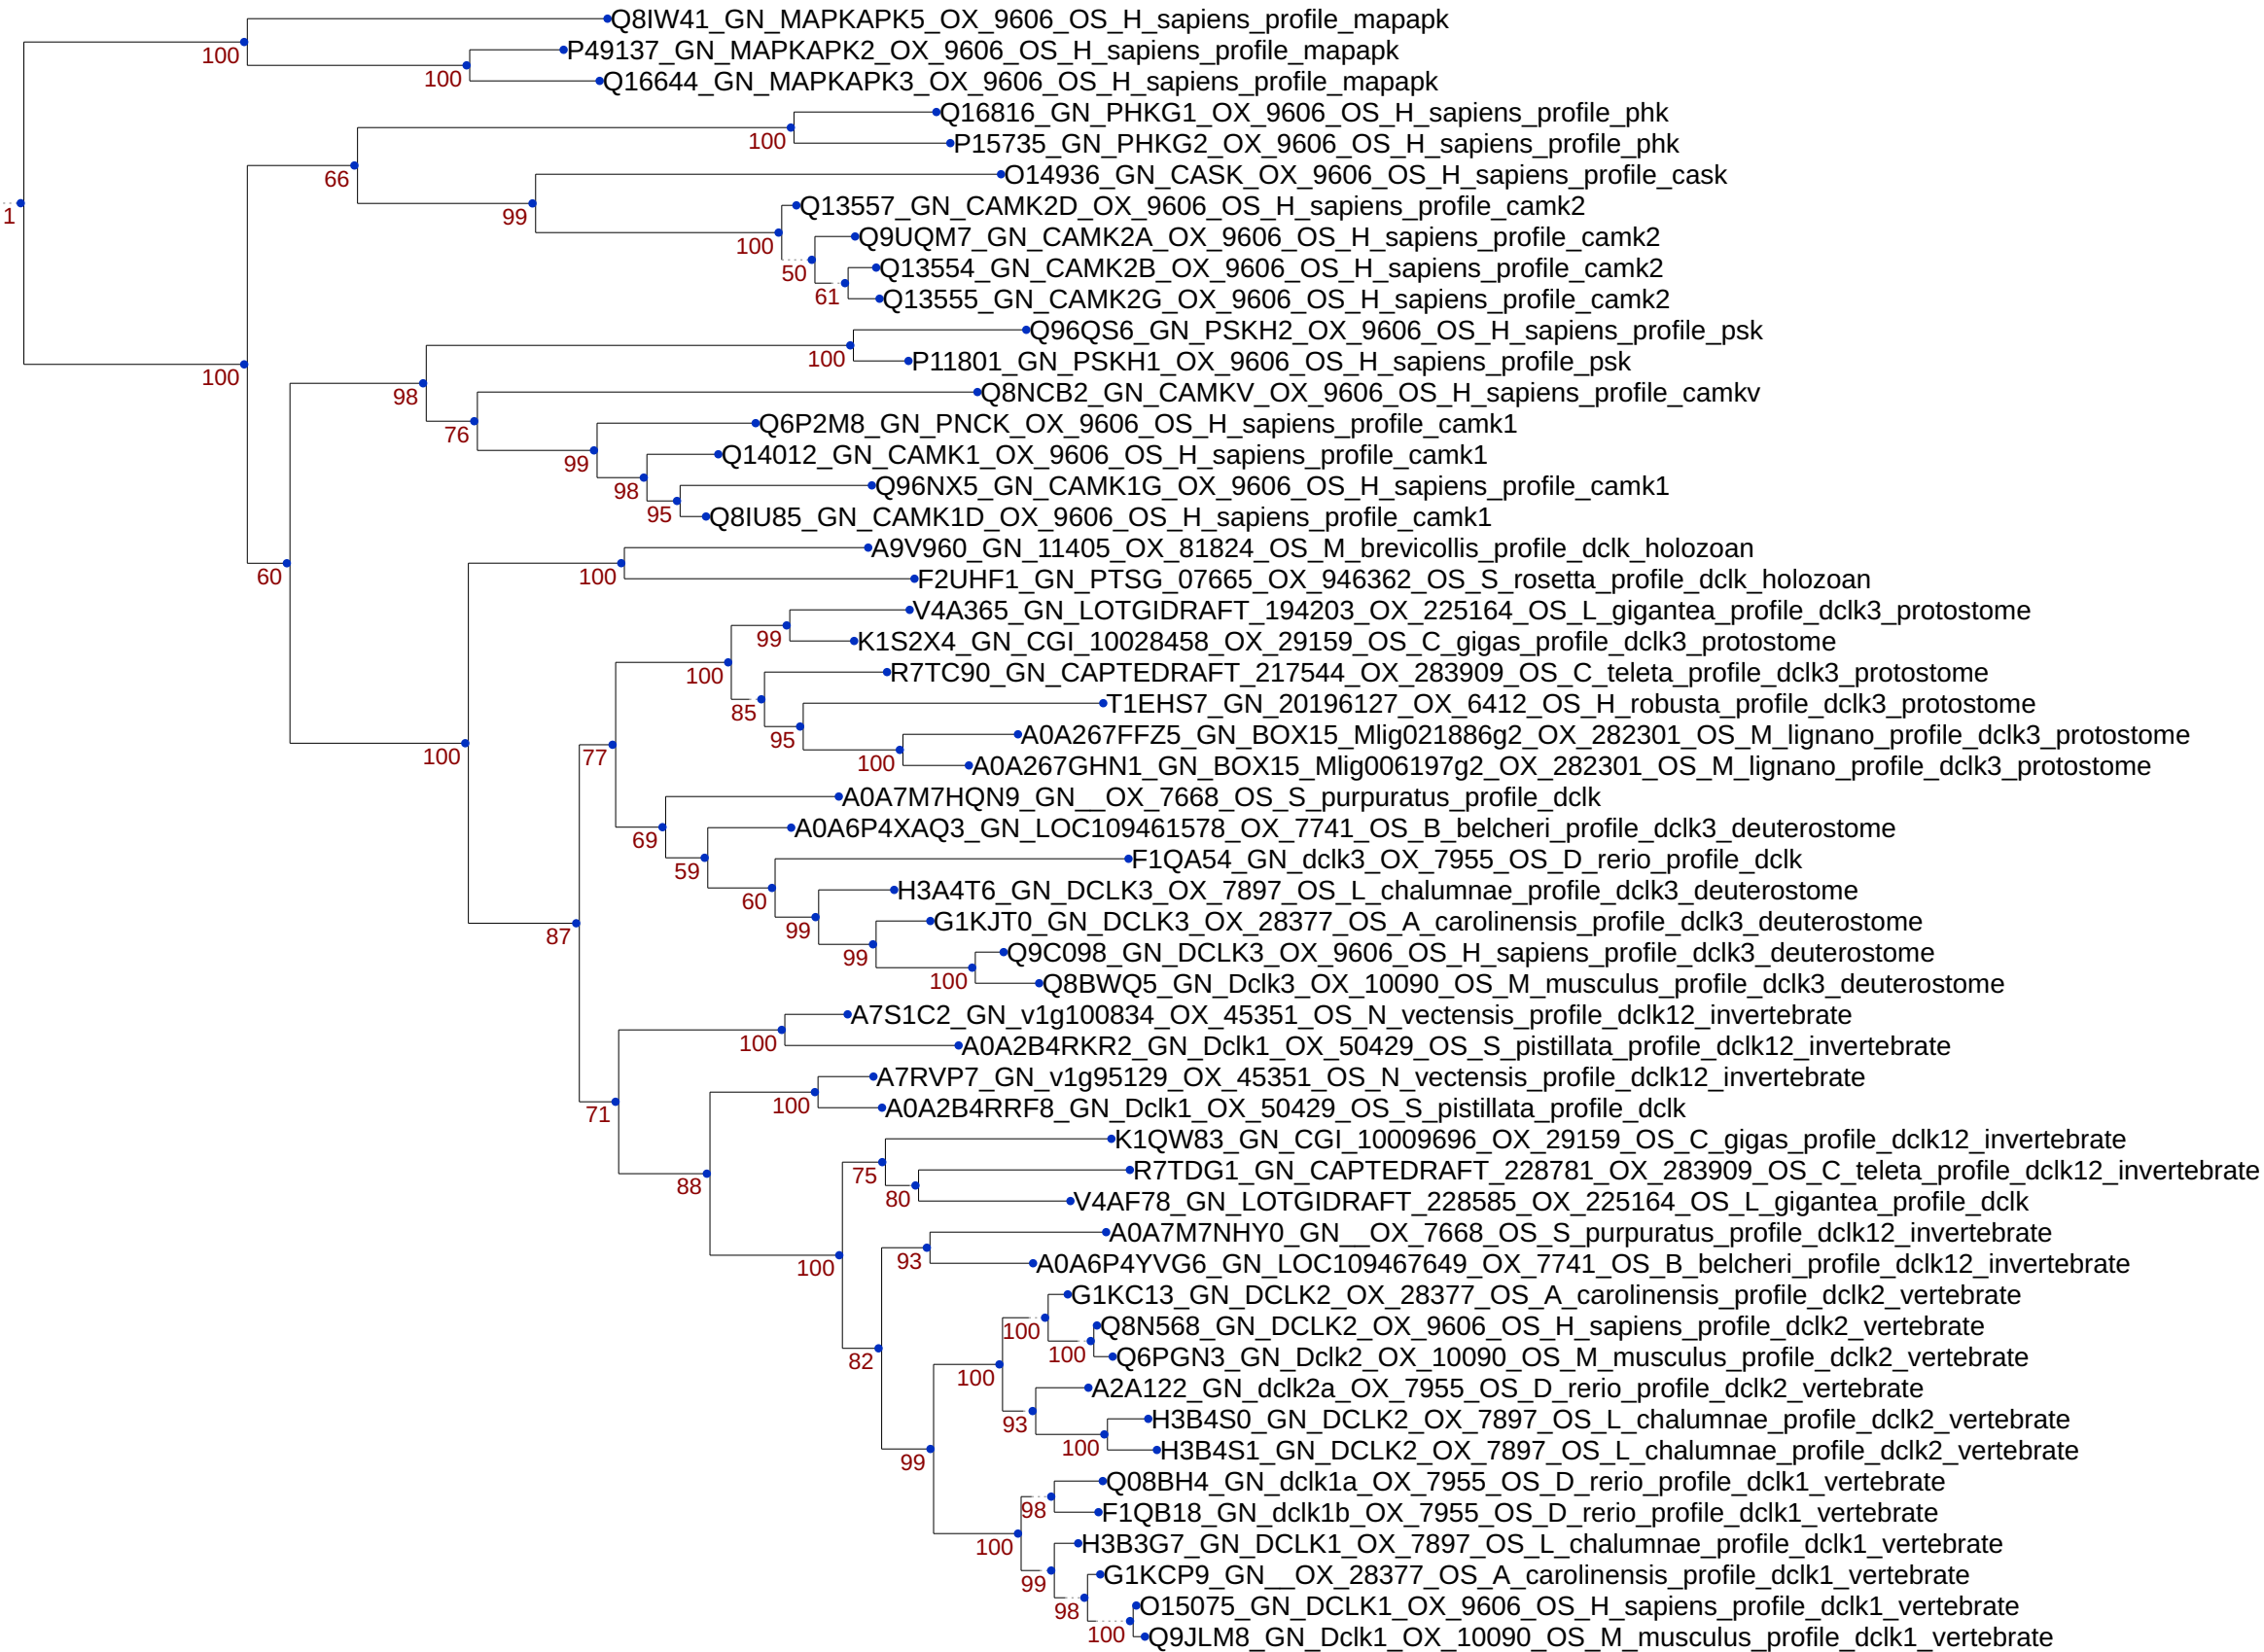 Q8IW41_GN_MAPKAPK5_OX_9606_OS_H_sapiens_profile_mapapk
100
P49137_GN_MAPKAPK2_OX_9606_OS_H_sapiens_profile_mapapk
100
Q16644_GN_MAPKAPK3_OX_9606_OS_H_sapiens_profile_mapapk
Q16816_GN_PHKG1_OX_9606_OS_H_sapiens_profile_phk
100
P15735_GN_PHKG2_OX_9606_OS_H_sapiens_profile_phk
66
O14936_GN_CASK_OX_9606_OS_H_sapiens_profile_cask
1
99
Q13557_GN_CAMK2D_OX_9606_OS_H_sapiens_profile_camk2
100
Q9UQM7_GN_CAMK2A_OX_9606_OS_H_sapiens_profile_camk2
50
Q13554_GN_CAMK2B_OX_9606_OS_H_sapiens_profile_camk2
61
Q13555_GN_CAMK2G_OX_9606_OS_H_sapiens_profile_camk2
Q96QS6_GN_PSKH2_OX_9606_OS_H_sapiens_profile_psk
100
P11801_GN_PSKH1_OX_9606_OS_H_sapiens_profile_psk
100
98
Q8NCB2_GN_CAMKV_OX_9606_OS_H_sapiens_profile_camkv
76
Q6P2M8_GN_PNCK_OX_9606_OS_H_sapiens_profile_camk1
99
Q14012_GN_CAMK1_OX_9606_OS_H_sapiens_profile_camk1
98
Q96NX5_GN_CAMK1G_OX_9606_OS_H_sapiens_profile_camk1
95
Q8IU85_GN_CAMK1D_OX_9606_OS_H_sapiens_profile_camk1
A9V960_GN_11405_OX_81824_OS_M_brevicollis_profile_dclk_holozoan
60
100
F2UHF1_GN_PTSG_07665_OX_946362_OS_S_rosetta_profile_dclk_holozoan
V4A365_GN_LOTGIDRAFT_194203_OX_225164_OS_L_gigantea_profile_dclk3_protostome
99
K1S2X4_GN_CGI_10028458_OX_29159_OS_C_gigas_profile_dclk3_protostome
100
R7TC90_GN_CAPTEDRAFT_217544_OX_283909_OS_C_teleta_profile_dclk3_protostome
85
T1EHS7_GN_20196127_OX_6412_OS_H_robusta_profile_dclk3_protostome
95
A0A267FFZ5_GN_BOX15_Mlig021886g2_OX_282301_OS_M_lignano_profile_dclk3_protostome
100
77
100
A0A267GHN1_GN_BOX15_Mlig006197g2_OX_282301_OS_M_lignano_profile_dclk3_protostome
A0A7M7HQN9_GN__OX_7668_OS_S_purpuratus_profile_dclk
69
A0A6P4XAQ3_GN_LOC109461578_OX_7741_OS_B_belcheri_profile_dclk3_deuterostome
59
F1QA54_GN_dclk3_OX_7955_OS_D_rerio_profile_dclk
60
H3A4T6_GN_DCLK3_OX_7897_OS_L_chalumnae_profile_dclk3_deuterostome
87
99
G1KJT0_GN_DCLK3_OX_28377_OS_A_carolinensis_profile_dclk3_deuterostome
99
Q9C098_GN_DCLK3_OX_9606_OS_H_sapiens_profile_dclk3_deuterostome
100
Q8BWQ5_GN_Dclk3_OX_10090_OS_M_musculus_profile_dclk3_deuterostome
A7S1C2_GN_v1g100834_OX_45351_OS_N_vectensis_profile_dclk12_invertebrate
100
A0A2B4RKR2_GN_Dclk1_OX_50429_OS_S_pistillata_profile_dclk12_invertebrate
A7RVP7_GN_v1g95129_OX_45351_OS_N_vectensis_profile_dclk12_invertebrate
71
100
A0A2B4RRF8_GN_Dclk1_OX_50429_OS_S_pistillata_profile_dclk
K1QW83_GN_CGI_10009696_OX_29159_OS_C_gigas_profile_dclk12_invertebrate
88
75
R7TDG1_GN_CAPTEDRAFT_228781_OX_283909_OS_C_teleta_profile_dclk12_invertebrate
80
V4AF78_GN_LOTGIDRAFT_228585_OX_225164_OS_L_gigantea_profile_dclk
A0A7M7NHY0_GN__OX_7668_OS_S_purpuratus_profile_dclk12_invertebrate
100
93
A0A6P4YVG6_GN_LOC109467649_OX_7741_OS_B_belcheri_profile_dclk12_invertebrate
G1KC13_GN_DCLK2_OX_28377_OS_A_carolinensis_profile_dclk2_vertebrate
100
Q8N568_GN_DCLK2_OX_9606_OS_H_sapiens_profile_dclk2_vertebrate
82
100
Q6PGN3_GN_Dclk2_OX_10090_OS_M_musculus_profile_dclk2_vertebrate
100
A2A122_GN_dclk2a_OX_7955_OS_D_rerio_profile_dclk2_vertebrate
93
H3B4S0_GN_DCLK2_OX_7897_OS_L_chalumnae_profile_dclk2_vertebrate
100
99
H3B4S1_GN_DCLK2_OX_7897_OS_L_chalumnae_profile_dclk2_vertebrate
Q08BH4_GN_dclk1a_OX_7955_OS_D_rerio_profile_dclk1_vertebrate
98
F1QB18_GN_dclk1b_OX_7955_OS_D_rerio_profile_dclk1_vertebrate
100
H3B3G7_GN_DCLK1_OX_7897_OS_L_chalumnae_profile_dclk1_vertebrate
99
G1KCP9_GN__OX_28377_OS_A_carolinensis_profile_dclk1_vertebrate
98
O15075_GN_DCLK1_OX_9606_OS_H_sapiens_profile_dclk1_vertebrate
100
Q9JLM8_GN_Dclk1_OX_10090_OS_M_musculus_profile_dclk1_vertebrate